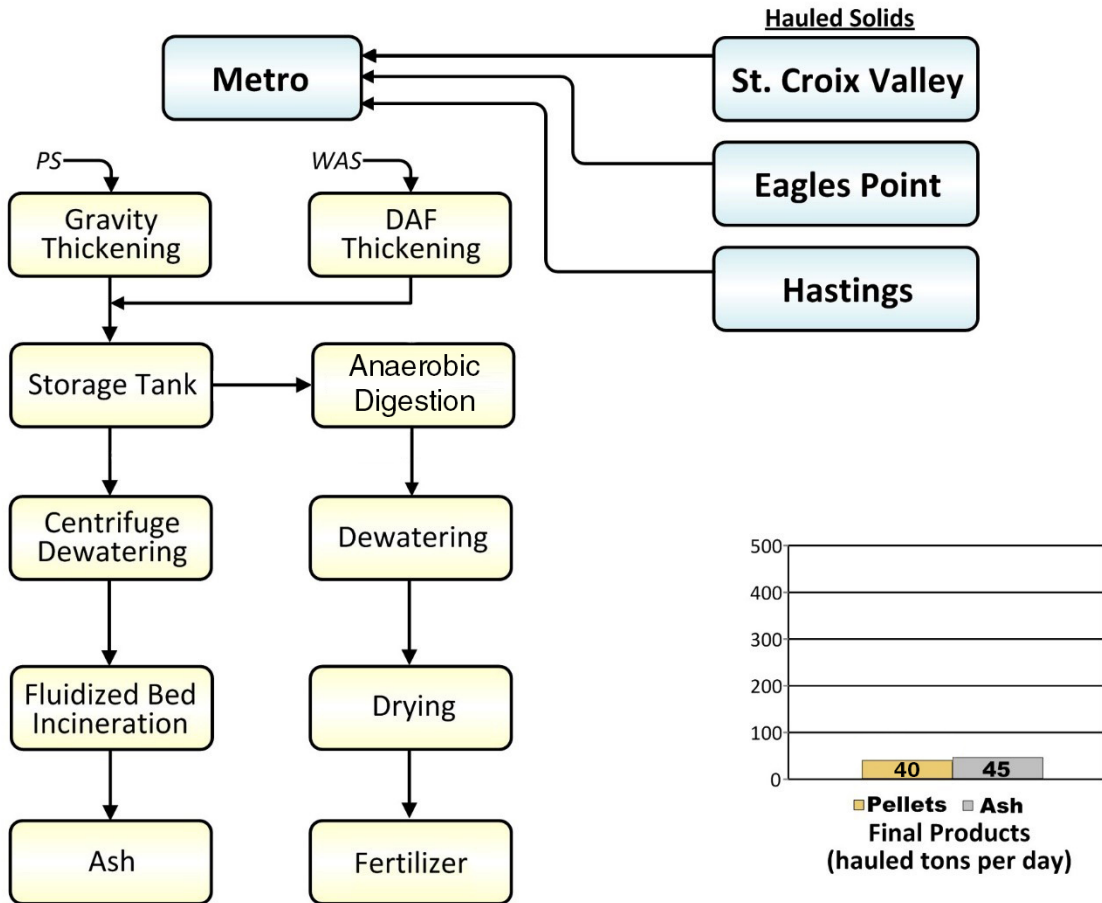 Hauled Solids
Metro
St. Croix Valley
Eagles Point
Hastings
PS
WAS
Gravity
Thickening
DAF
Thickening
Storage Tank
Anaerobic
Digestion
Centrifuge
Dewatering
Dewatering
Fluidized Bed
Incineration
Drying
Ash
Fertilizer
500
400
300
200
100
0
40 45
Pellets Ash
Final Products
(hauled tons per day)